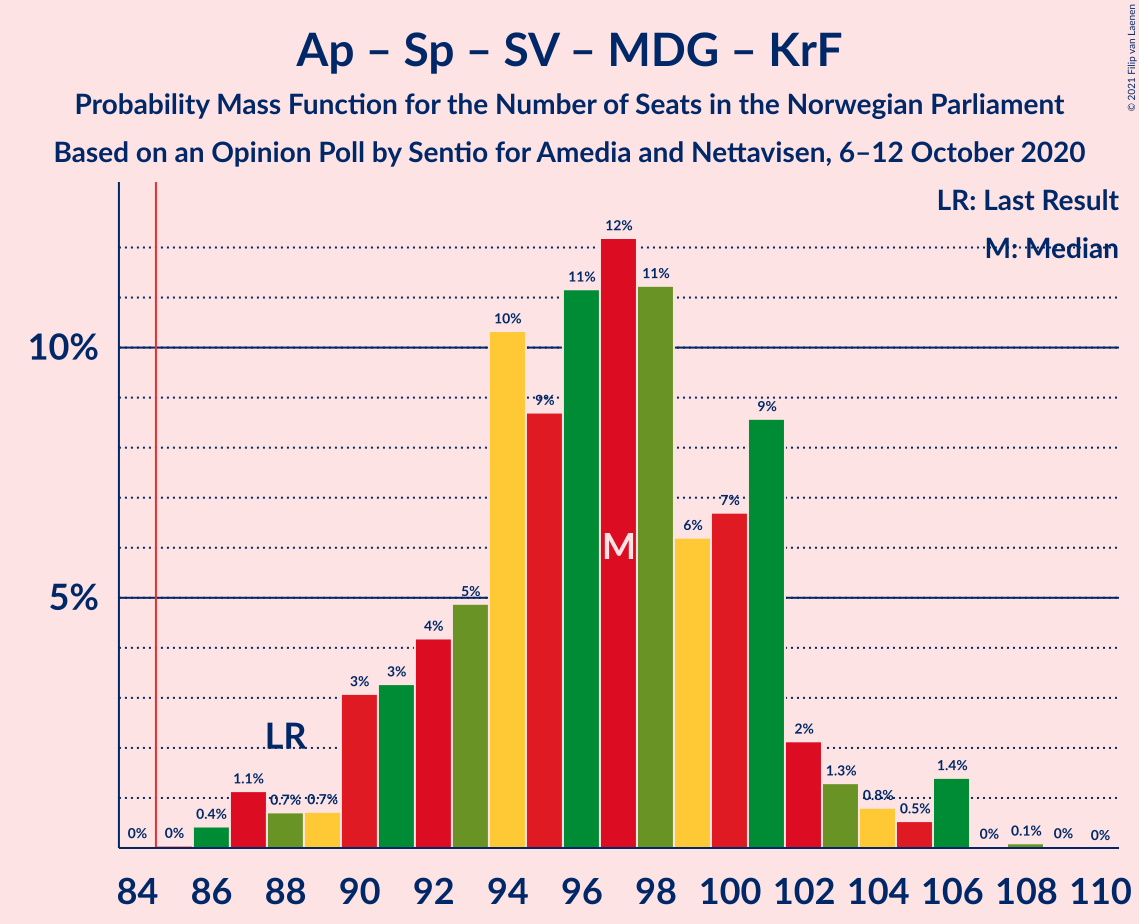 © 2021 Filip van Laenen
Ap – Sp – SV – MDG – KrF
Probability Mass Function for the Number of Seats in the Norwegian Parliament
Based on an Opinion Poll by Sentio for Amedia and Nettavisen, 6–12 October 2020
LR: Last Result
M: Median
10%
5%
0% 0% 0.4% 1.1% 0.7% 0.7% 3% 3% 4% 5% 10% 9% 11% 12% 11% 6% 7% 9% 2% 1.3% 0.8% 0.5% 1.4% 0% 0.1% 0% 0%
LR
M
84 86 88 90 92 94 96 98 100 102 104 106 108 110